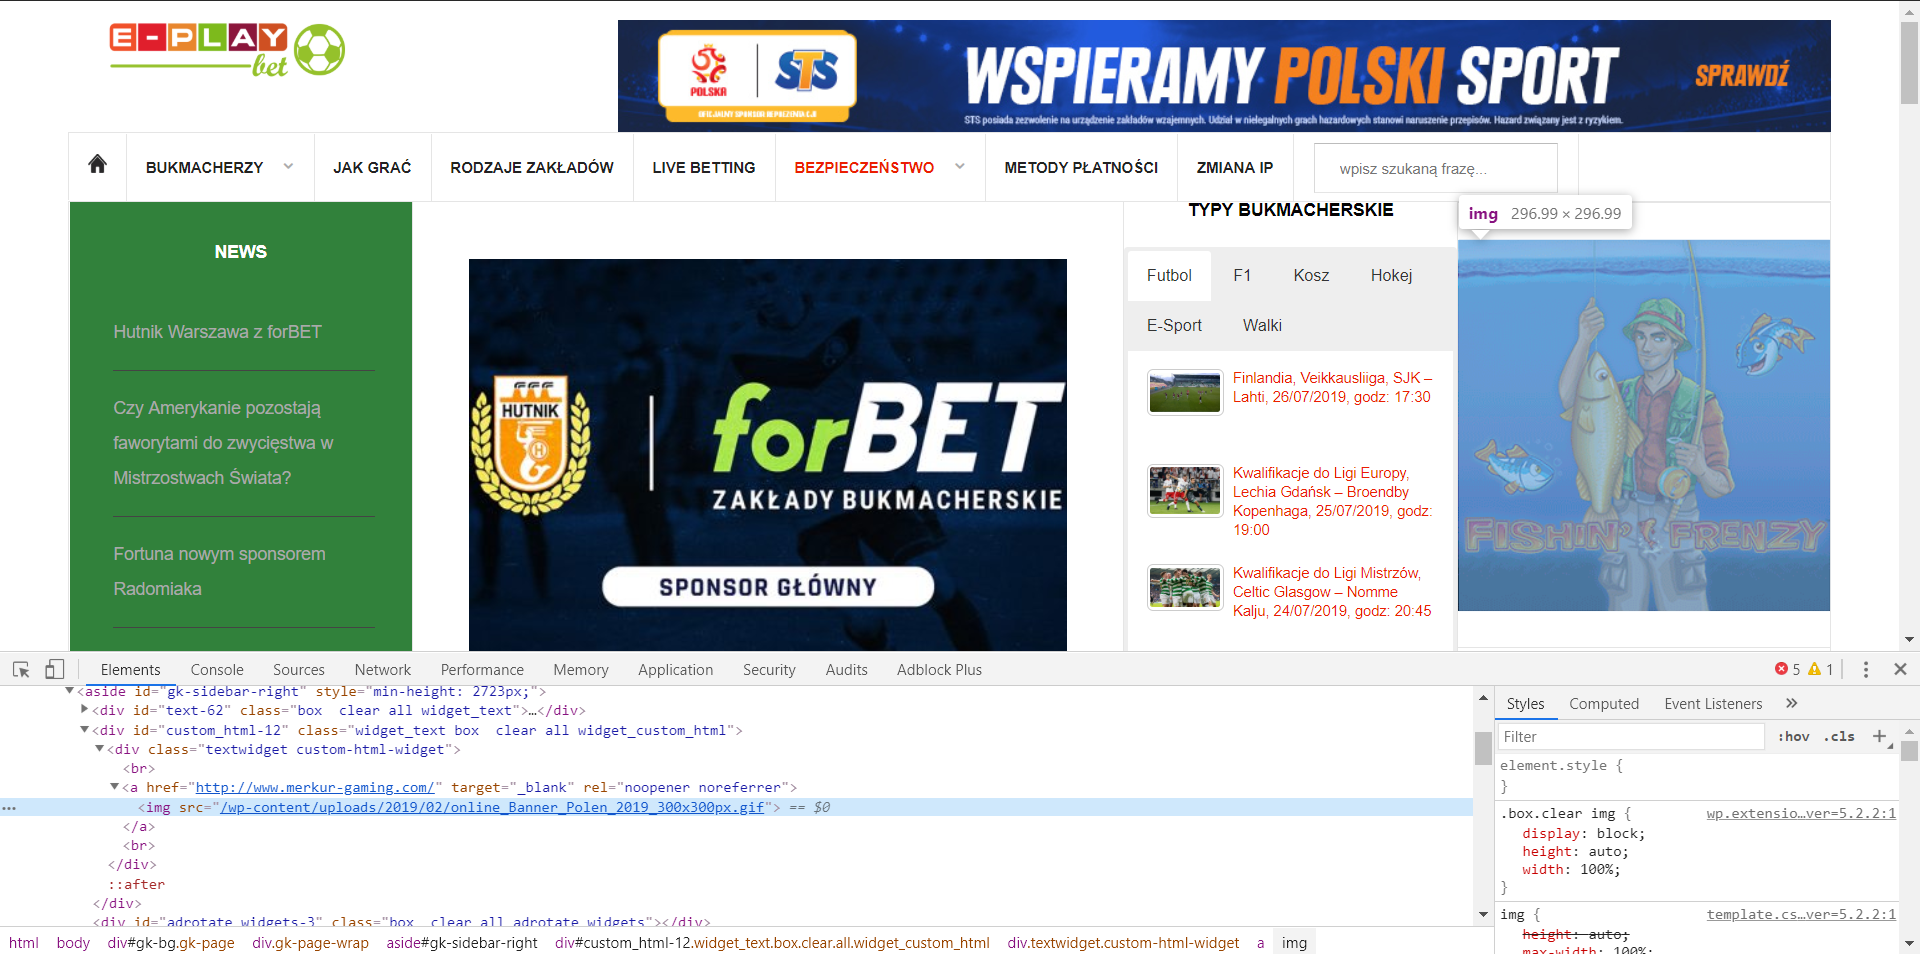 E-PLAY
bet
POLSKA
STS
OFICJALNY SPONSOR REPREZENTACJI
WSPIERAMY POLSKI SPORT
SPRAWDŹ
STS posiada zezwolenie na urządzenie zakładów wzajemnych. Udział w nielegalnych grach hazardowych stanowi naruszenie przepisów. Hazard związany jest z ryzykiem.
BUKMACHERZY
JAK GRAĆ
RODZAJE ZAKŁADÓW
LIVE BETTING
BEZPIECZEŃSTWO
METODY PŁATNOŚCI
ZMIANA IP
wpisz szukaną frazę...
NEWS
Hutnik Warszawa z forBET
Czy Amerykanie pozostają
faworytami do zwycięstwa w
Mistrzostwach Świata?
Fortuna nowym sponsorem
Radomiaka
HUTNIK
forBET
ZAKŁADY BUKMACHERSKIE
SPONSOR GŁÓWNY
TYPY BUKMACHERSKIE
Futbol F1 Kosz Hokej
E-Sport Walki
Finlandia, Veikkausliiga, SJK –
Lahti, 26/07/2019, godz: 17:30
Kwalifikacje do Ligi Europy,
Lechia Gdańsk – Broendby
Kopenhaga, 25/07/2019, godz:
19:00
Kwalifikacje do Ligi Mistrzów,
Celtic Glasgow – Nomme
Kalju, 24/07/2019, godz: 20:45
img 296.99 × 296.99
FISHIN' FRENZY
Elements Console Sources Network Performance Memory Application Security Audits Adblock Plus 5 1
<aside id="gk-sidebar-right" style="min-height: 2723px;">
<div id="text-62" class="box  clear all widget_text">…</div>
<div id="custom_html-12" class="widget_text box  clear all widget_custom_html">
<div class="textwidget custom-html-widget">
<br>
<a href="http://www.merkur-gaming.com/" target="_blank" rel="noopener noreferrer">
<img src="/wp-content/uploads/2019/02/online_Banner_Polen_2019_300x300px.gif"> == $0
</a>
<br>
</div>
::after
</div>
<div id="adrotate_widgets-3" class="box  clear all adrotate_widgets"></div>
html body div#gk-bg.gk-page div.gk-page-wrap aside#gk-sidebar-right div#custom_html-12.widget_text.box.clear.all.widget_custom_html div.textwidget.custom-html-widget a img
Styles Computed Event Listeners »
Filter :hov .cls +
element.style {
}
.box.clear img { wp.extensio…ver=5.2.2:1
display: block;
height: auto;
width: 100%;
}
img { template.cs…ver=5.2.2:1
height: auto;
max-width: 100%;